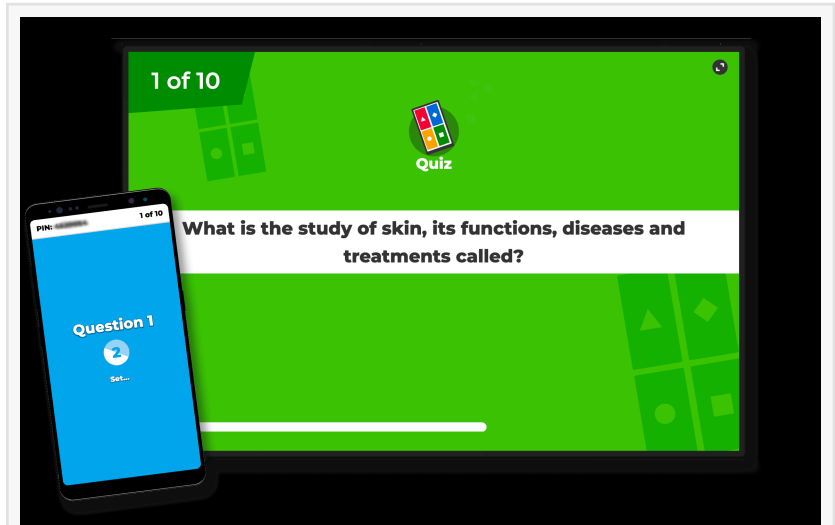 1 of 10
Quiz
What is the study of skin, its functions, diseases and
treatments called?
PIN:
1 of 10
Question 1
2
Set...